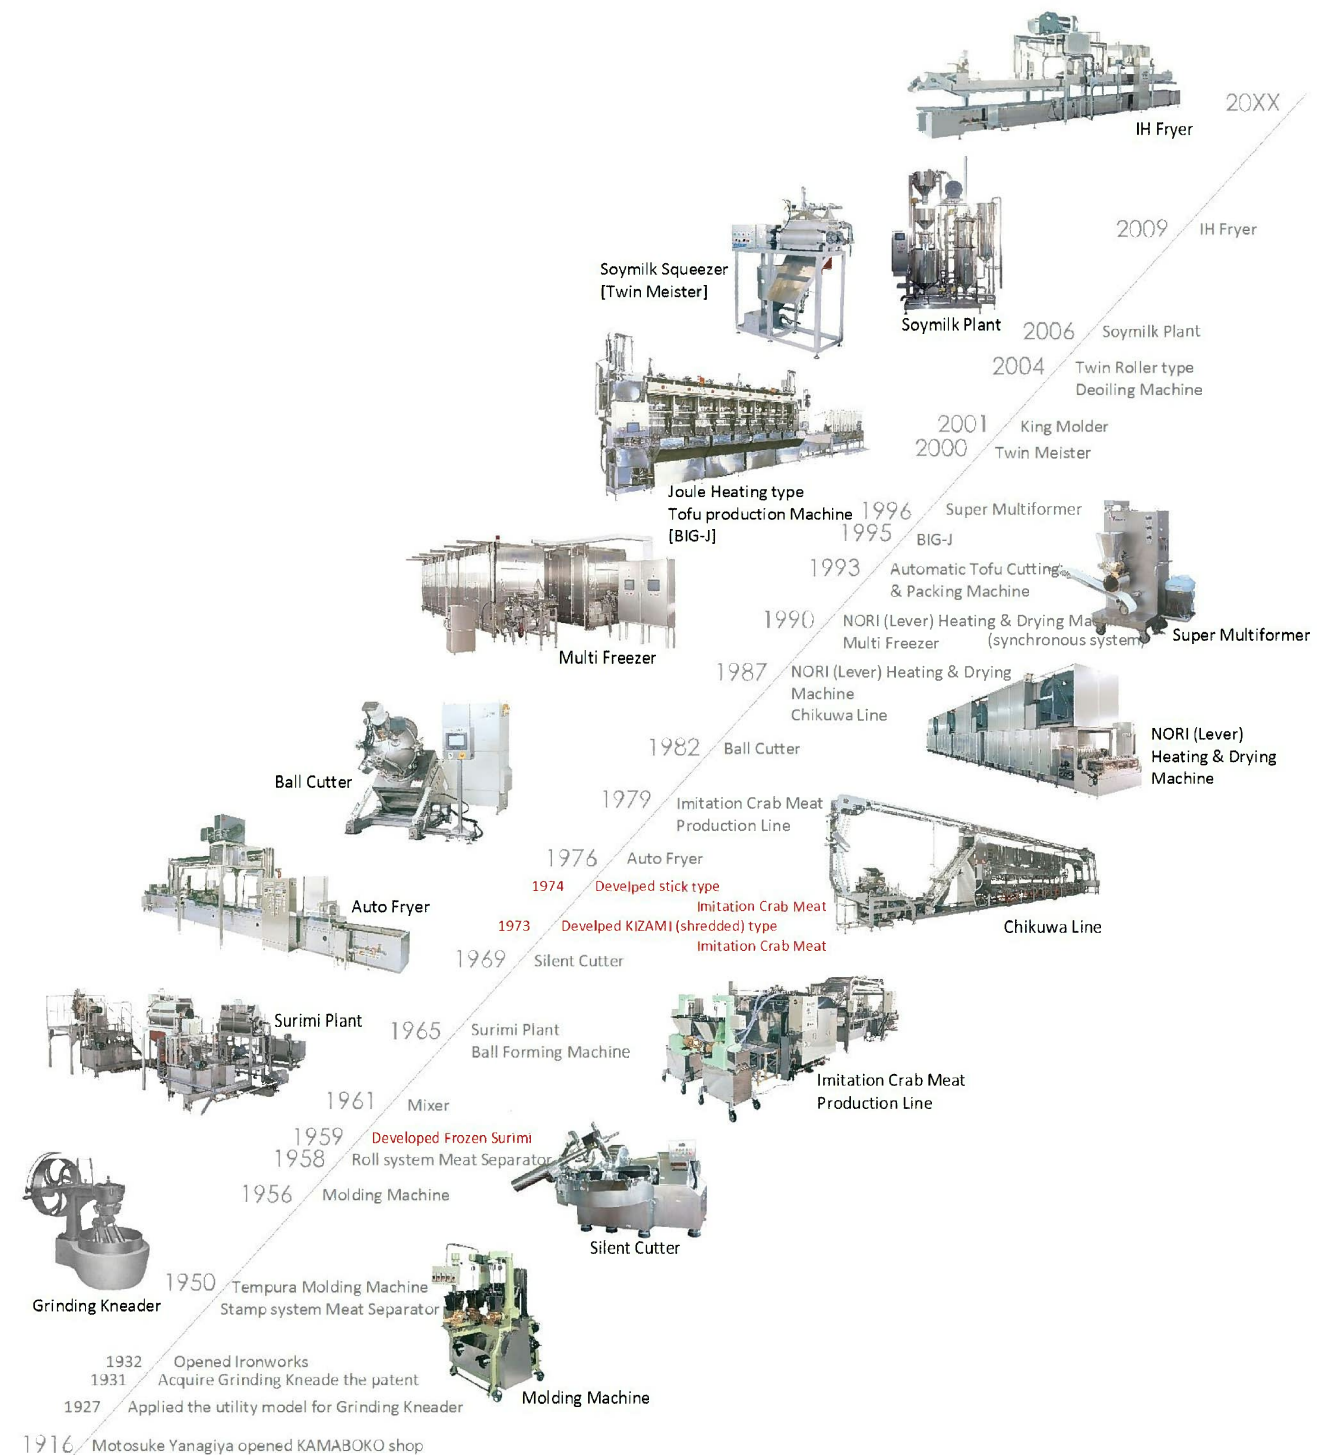 20XX
IH Fryer
2009 IH Fryer
Soymilk Squeezer
[Twin Meister]
Soymilk Plant
2006 Soymilk Plant
2004 Twin Roller type
Deoiling Machine
2001 King Molder
2000 Twin Meister
Joule Heating type
Tofu production Machine
[BIG-J]
1996 Super Multiformer
1995 BIG-J
1993 Automatic Tofu Cutting
& Packing Machine
1990 NORI (Lever) Heating & Drying
Multi Freezer (synchronous system)
Super Multiformer
Multi Freezer
1987 NORI (Lever) Heating & Drying
Machine
Chikuwa Line
NORI (Lever)
Heating & Drying
Machine
1982 Ball Cutter
Ball Cutter
1979 Imitation Crab Meat
Production Line
1976 Auto Fryer
1974 Develped stick type
Imitation Crab Meat
Auto Fryer
1973 Develped KIZAMI (shredded) type
Imitation Crab Meat
Chikuwa Line
1969 Silent Cutter
Surimi Plant
1965 Surimi Plant
Ball Forming Machine
Imitation Crab Meat
Production Line
1961 Mixer
1959 Developed Frozen Surimi
1958 Roll system Meat Separator
1956 Molding Machine
Silent Cutter
1950 Tempura Molding Machine
Stamp system Meat Separator
Grinding Kneader
1932 Opened Ironworks
1931 Acquire Grinding Kneade the patent
Molding Machine
1927 Applied the utility model for Grinding Kneader
1916 Motosuke Yanagiya opened KAMABOKO shop